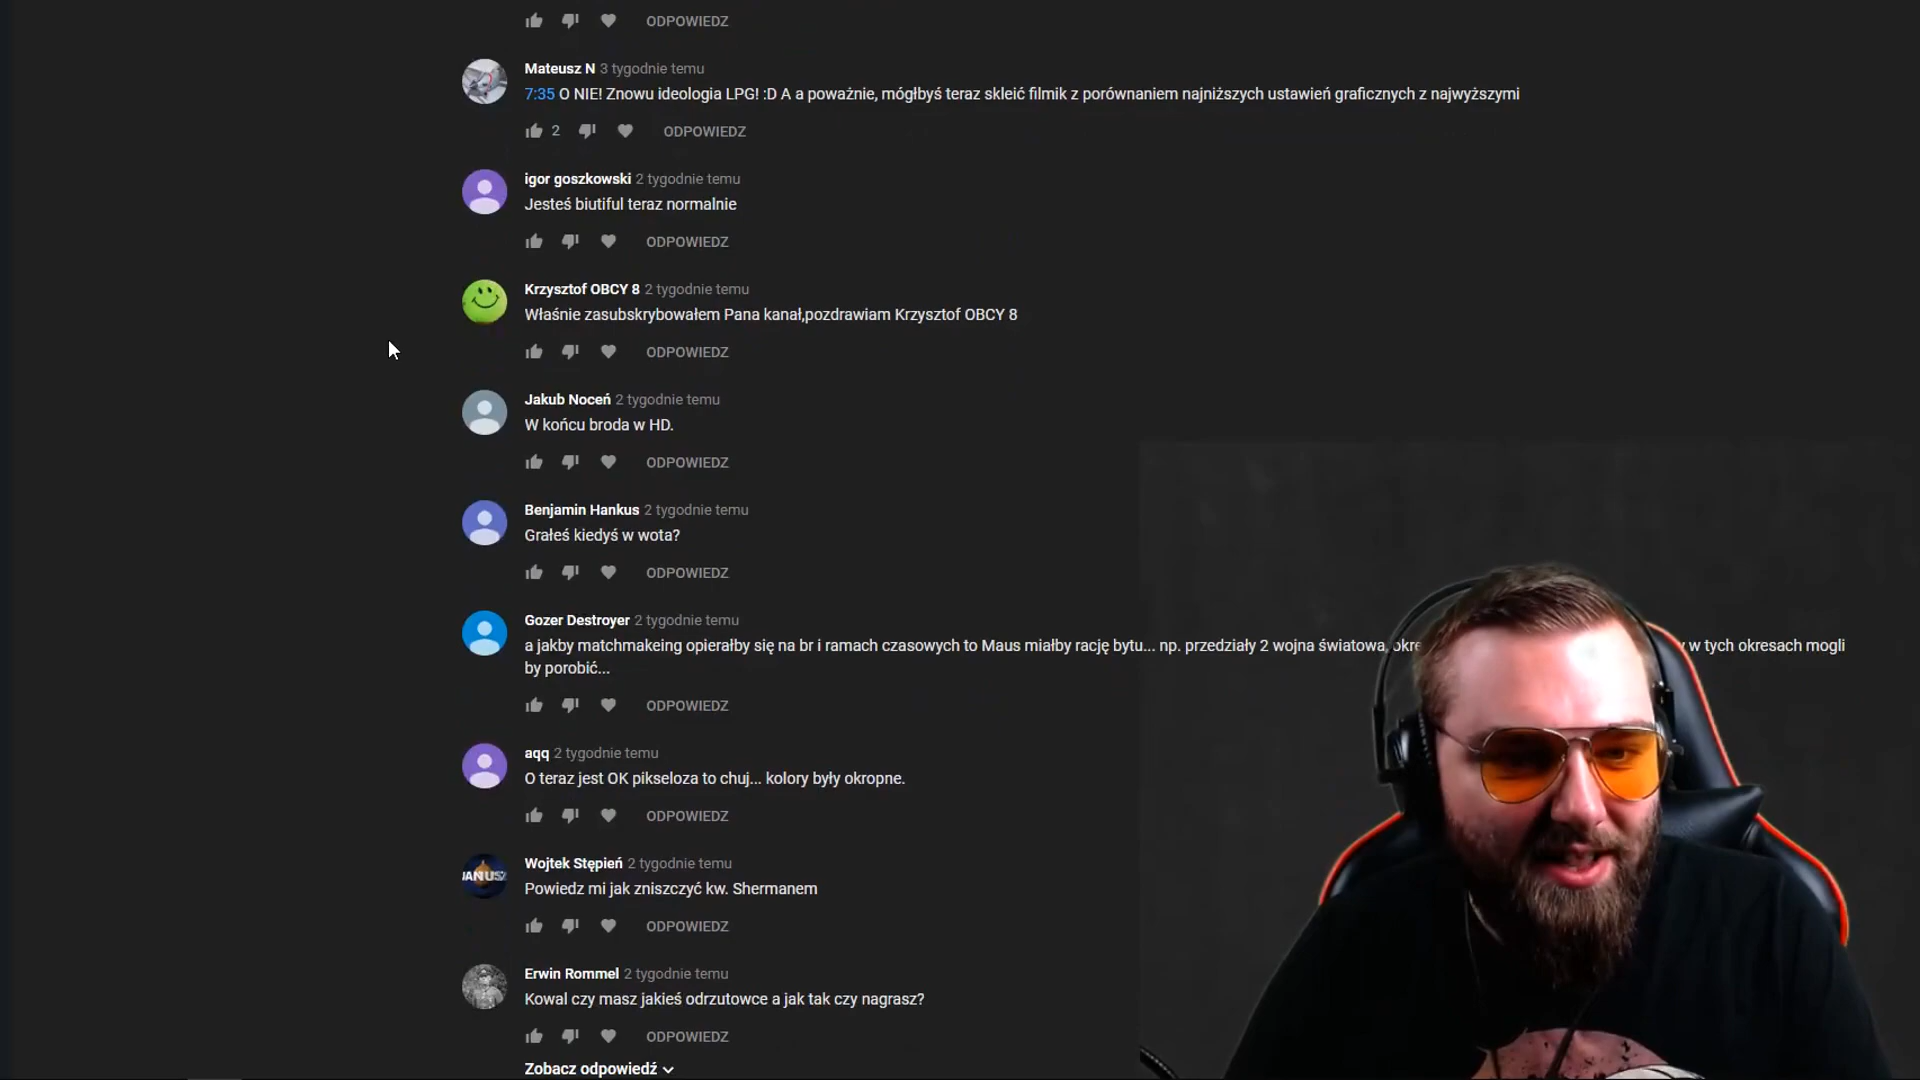 ODPOWIEDZ
Mateusz N 3 tygodnie temu
7:35 O NIE! Znowu ideologia LPG! :D A a poważnie, mógłbyś teraz skleić filmik z porównaniem najniższych ustawień graficznych z najwyższymi
2 ODPOWIEDZ
igor goszkowski 2 tygodnie temu
Jesteś biutiful teraz normalnie
ODPOWIEDZ
Krzysztof OBCY 8 2 tygodnie temu
Właśnie zasubskrybowałem Pana kanał,pozdrawiam Krzysztof OBCY 8
ODPOWIEDZ
Jakub Noceń 2 tygodnie temu
W końcu broda w HD.
ODPOWIEDZ
Benjamin Hankus 2 tygodnie temu
Grałeś kiedyś w wota?
ODPOWIEDZ
Gozer Destroyer 2 tygodnie temu
a jakby matchmakeing opierałby się na br i ramach czasowych to Maus miałby rację bytu... np. przedziały 2 wojna światowa, w tych okresach mogli
by porobić...
ODPOWIEDZ
aqq 2 tygodnie temu
O teraz jest OK pikseloza to chuj... kolory były okropne.
ODPOWIEDZ
JANUSZ
Wojtek Stępień 2 tygodnie temu
Powiedz mi jak zniszczyć kw. Shermanem
ODPOWIEDZ
Erwin Rommel 2 tygodnie temu
Kowal czy masz jakieś odrzutowce a jak tak czy nagrasz?
ODPOWIEDZ
Zobacz odpowiedź